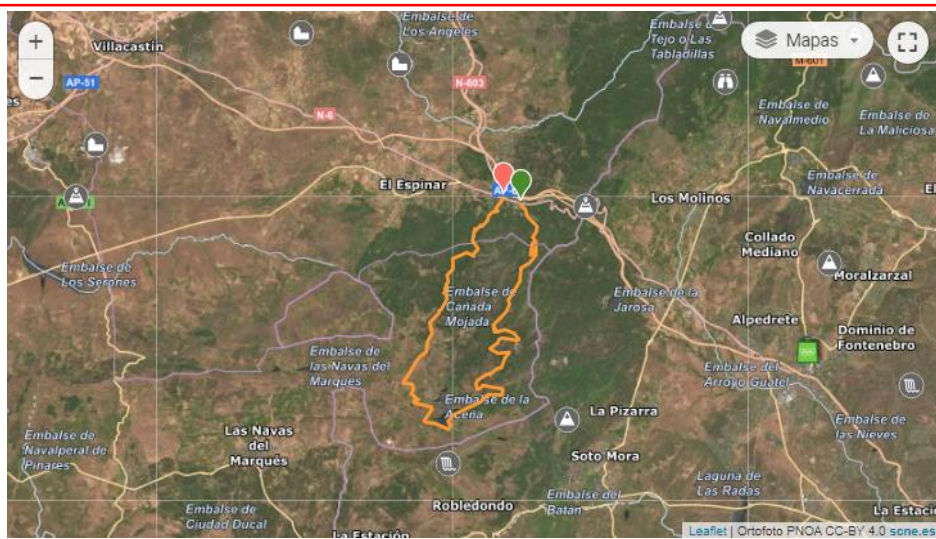 Embalse de
Los Angeles
Tejo o Las
Tabladillas
+
−
Villacastín
Mapas
AP-51
N-603
M-601
es
Embalse de
Navalmedio
Embalse de
La Maliciosa
N-6
El Espinar
Los Molinos
Embalse de
Navacerrada
El
Collado
Mediano
Moralzarzal
Embalse de
Los Serones
Embalse de
Cañada
Mojada
Embalse de la
Jarosa
Alpedrete
Dominio de
Fontenebro
Embalse de
las Navas del
Marqués
Embalse del
Arroyo Guatel
Embalse de la
Aceña
La Pizarra
Embalse de
las Nieves
Embalse de
Navalperal de
Pinares
Las Navas
del
Marqués
Soto Mora
Laguna de
Las Radas
Robledondo
Embalse del
Batán
Embalse de
Ciudad Ducal
La Estación
La Estació
Leaflet | Ortofoto PNOA CC-BY 4.0 scne.es